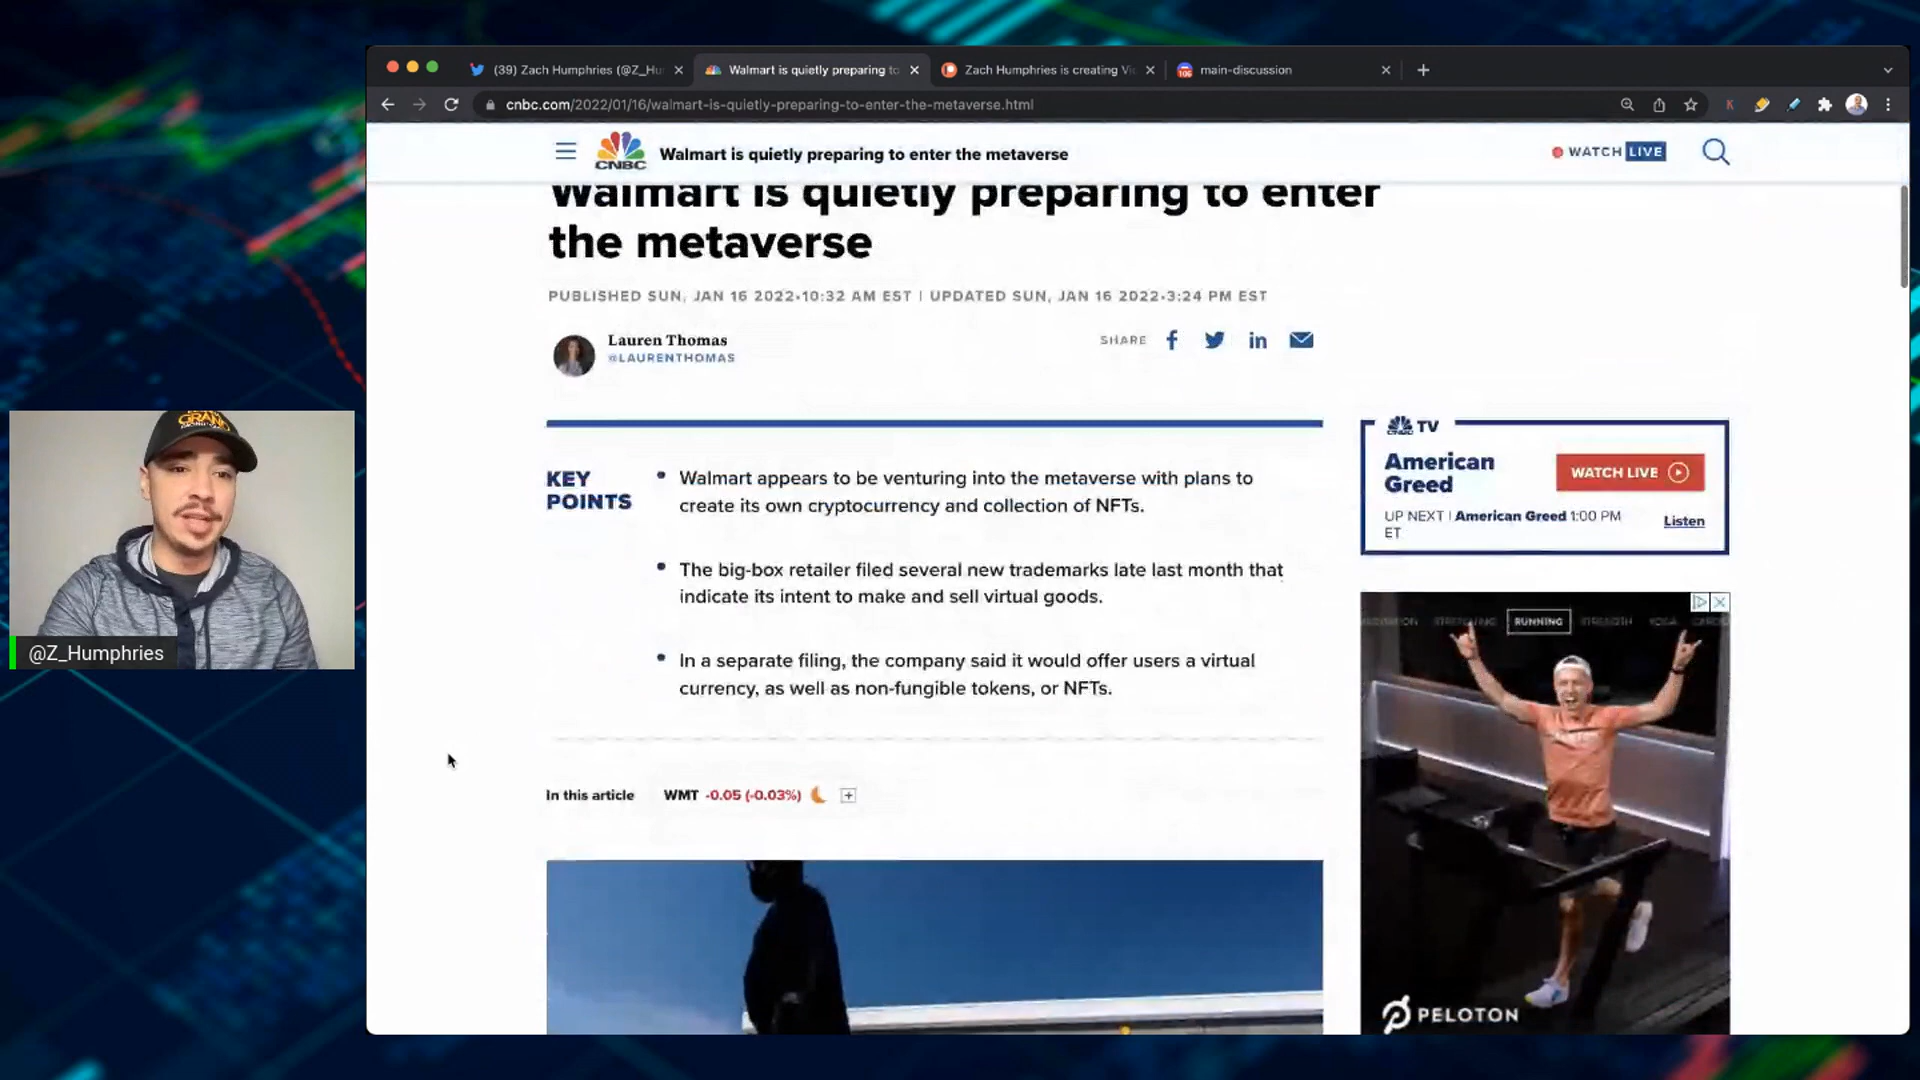 (39) Zach Humphries (@Z_Hu
Walmart is quietly preparing to
Zach Humphries is creating Vi
main-discussion
cnbc.com/2022/01/16/walmart-is-quietly-preparing-to-enter-the-metaverse.html
CNBC
Walmart is quietly preparing to enter the metaverse
WATCH LIVE
Walmart is quietly preparing to enter
the metaverse
PUBLISHED SUN, JAN 16 2022•10:32 AM EST | UPDATED SUN, JAN 16 2022•3:24 PM EST
Lauren Thomas
@LAURENTHOMAS
SHARE
KEY
POINTS
• Walmart appears to be venturing into the metaverse with plans to
create its own cryptocurrency and collection of NFTs.
• The big-box retailer filed several new trademarks late last month that
indicate its intent to make and sell virtual goods.
• In a separate filing, the company said it would offer users a virtual
currency, as well as non-fungible tokens, or NFTs.
In this article
WMT -0.05 (-0.03%)
CNBC TV
American
Greed
WATCH LIVE
UP NEXT | American Greed 1:00 PM
ET
Listen
STRETCHING RUNNING STRENGTH YOGA CARDIO
PELOTON
GRAND
@Z_Humphries